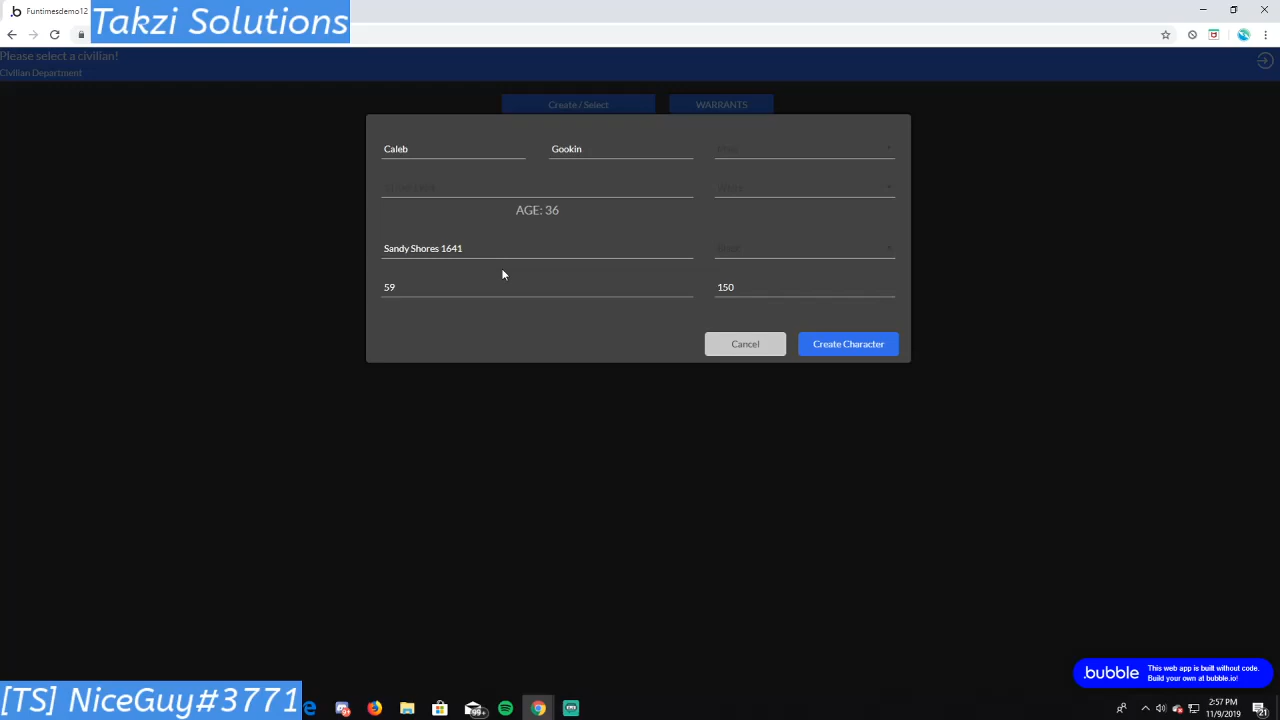 Funtimesdemo12
Takzi Solutions
Please select a civilian!
Civilian Department
Create / Select
WARRANTS
Caleb
Gookin
AGE: 36
Sandy Shores 1641
59
150
Cancel
Create Character
.bubble
This web app is built without code.
Build your own at bubble.io!
[TS] NiceGuy#3771
99+
2:57 PM
11/9/2019
21